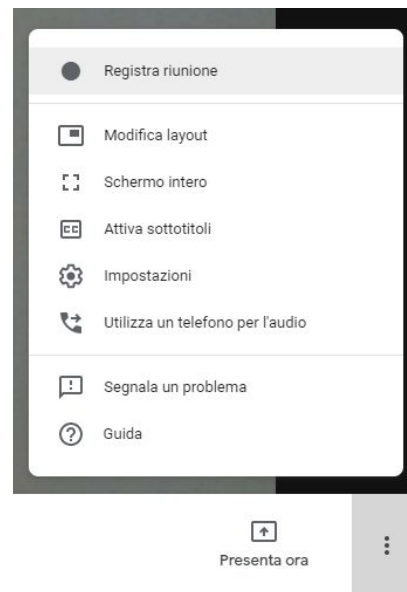 Registra riunione
Modifica layout
Schermo intero
CC
Attiva sottotitoli
Impostazioni
Utilizza un telefono per l'audio
Segnala un problema
Guida
Presenta ora